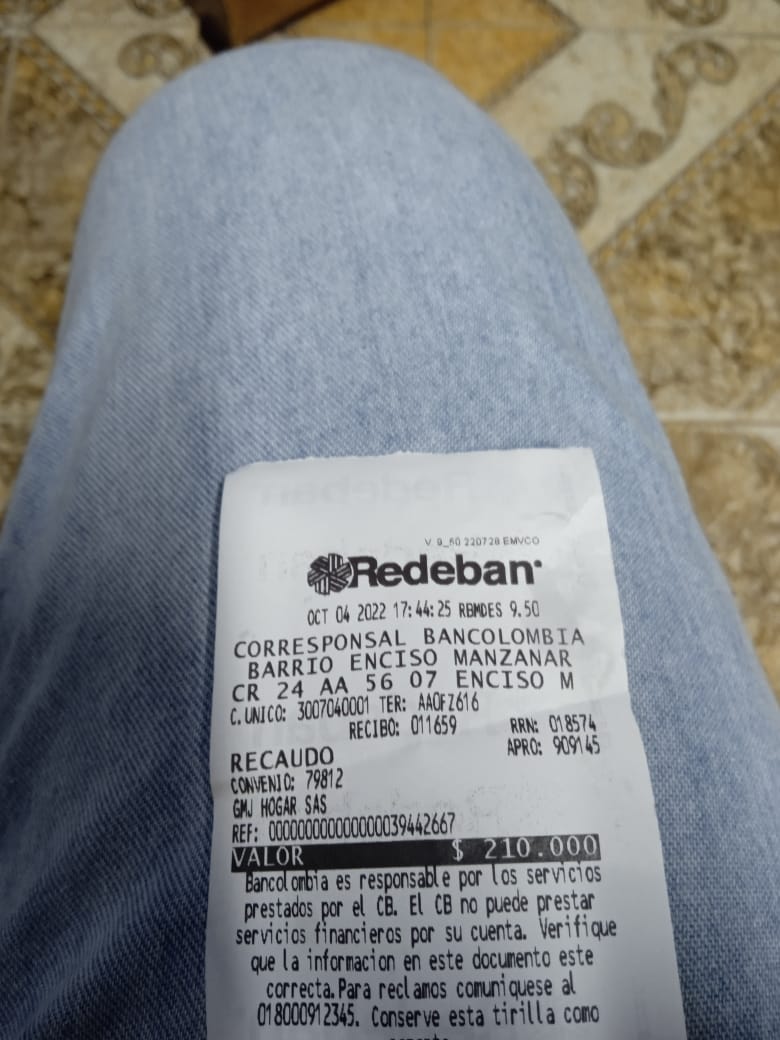 V 9_60 220728 EMVCO
Redeban
OCT 04 2022 17:44:25 RBMDES 9.50
CORRESPONSAL BANCOLOMBIA
BARRIO ENCISO MANZANAR
CR 24 AA 56 07 ENCISO M
C.UNICO: 3007040001 TER: AAOFZ616
RECIBO: 011659 RRN: 018574
RECAUDO APRO: 909145
CONVENIO: 79812
GMJ HOGAR SAS
REF: 000000000000000039442667
VALOR $ 210.000
Bancolombia es responsable por los servicios
prestados por el CB. El CB no puede prestar
servicios financieros por su cuenta. Verifique
que la informacion en este documento este
correcta.Para reclamos comuniquese al
018000912345. Conserve esta tirilla como